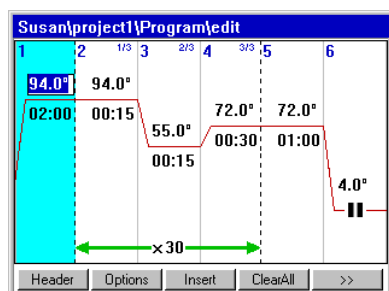 Susan\project1\Program\edit
1 2 1/3 3 2/3 4 3/3 5 6
94.0° 94.0°
02:00 00:15
55.0°
00:15
72.0° 72.0°
00:30 01:00
4.0°
×30
Header Options Insert ClearAll >>